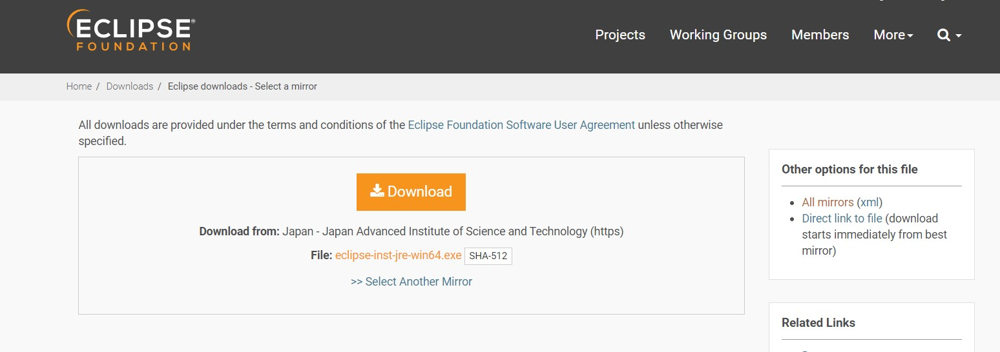 ECLIPSE®
FOUNDATION
Projects Working Groups Members More
Home / Downloads / Eclipse downloads - Select a mirror
All downloads are provided under the terms and conditions of the Eclipse Foundation Software User Agreement unless otherwise
specified.
Download
Download from: Japan - Japan Advanced Institute of Science and Technology (https)
File: eclipse-inst-jre-win64.exe SHA-512
>> Select Another Mirror
Other options for this file
All mirrors (xml)
Direct link to file (download
starts immediately from best
mirror)
Related Links